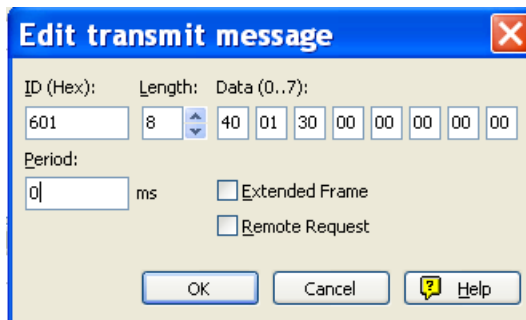 Edit transmit message
ID (Hex): Length: Data (0..7):
601 8 40 01 30 00 00 00 00 00
Period:
0 ms Extended Frame
Remote Request
OK Cancel Help